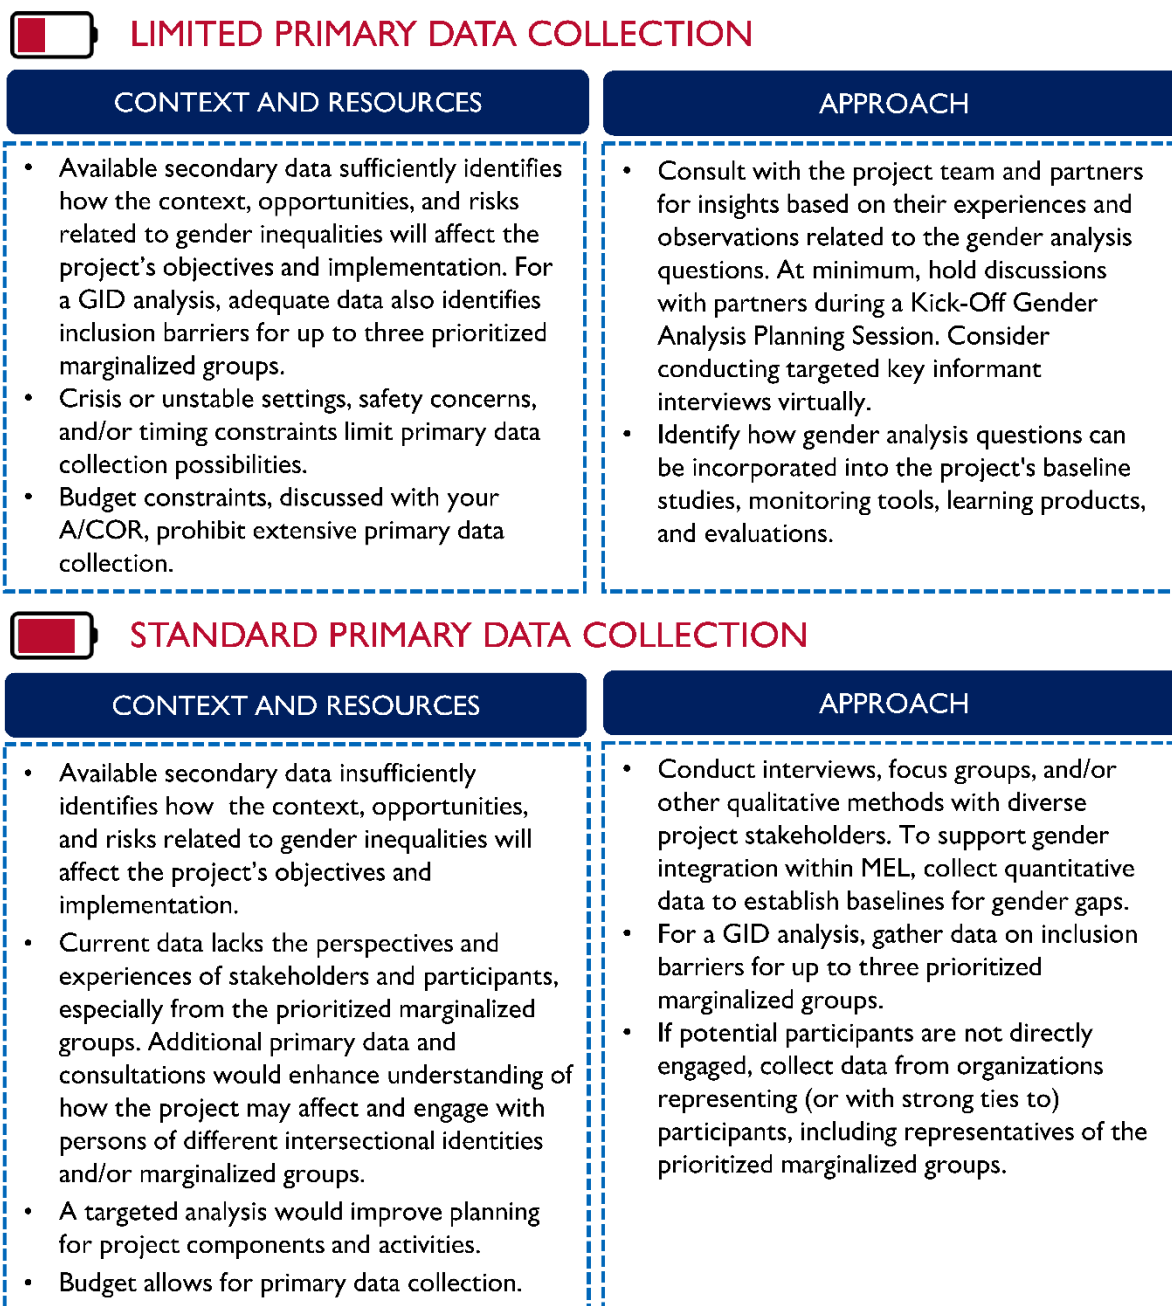 LIMITED PRIMARY DATA COLLECTION
CONTEXT AND RESOURCES
• Available secondary data sufficiently identifies
how the context, opportunities, and risks
related to gender inequalities will affect the
project's objectives and implementation. For
a GID analysis, adequate data also identifies
inclusion barriers for up to three prioritized
marginalized groups.
• Crisis or unstable settings, safety concerns,
and/or timing constraints limit primary data
collection possibilities.
• Budget constraints, discussed with your
A/COR, prohibit extensive primary data
collection.
APPROACH
• Consult with the project team and partners
for insights based on their experiences and
observations related to the gender analysis
questions. At minimum, hold discussions
with partners during a Kick-Off Gender
Analysis Planning Session. Consider
conducting targeted key informant
interviews virtually.
• Identify how gender analysis questions can
be incorporated into the project's baseline
studies, monitoring tools, learning products,
and evaluations.
STANDARD PRIMARY DATA COLLECTION
CONTEXT AND RESOURCES
• Available secondary data insufficiently
identifies how the context, opportunities,
and risks related to gender inequalities will
affect the project's objectives and
implementation.
• Current data lacks the perspectives and
experiences of stakeholders and participants,
especially from the prioritized marginalized
groups. Additional primary data and
consultations would enhance understanding of
how the project may affect and engage with
persons of different intersectional identities
and/or marginalized groups.
• A targeted analysis would improve planning
for project components and activities.
• Budget allows for primary data collection.
APPROACH
• Conduct interviews, focus groups, and/or
other qualitative methods with diverse
project stakeholders. To support gender
integration within MEL, collect quantitative
data to establish baselines for gender gaps.
• For a GID analysis, gather data on inclusion
barriers for up to three prioritized
marginalized groups.
• If potential participants are not directly
engaged, collect data from organizations
representing (or with strong ties to)
participants, including representatives of the
prioritized marginalized groups.